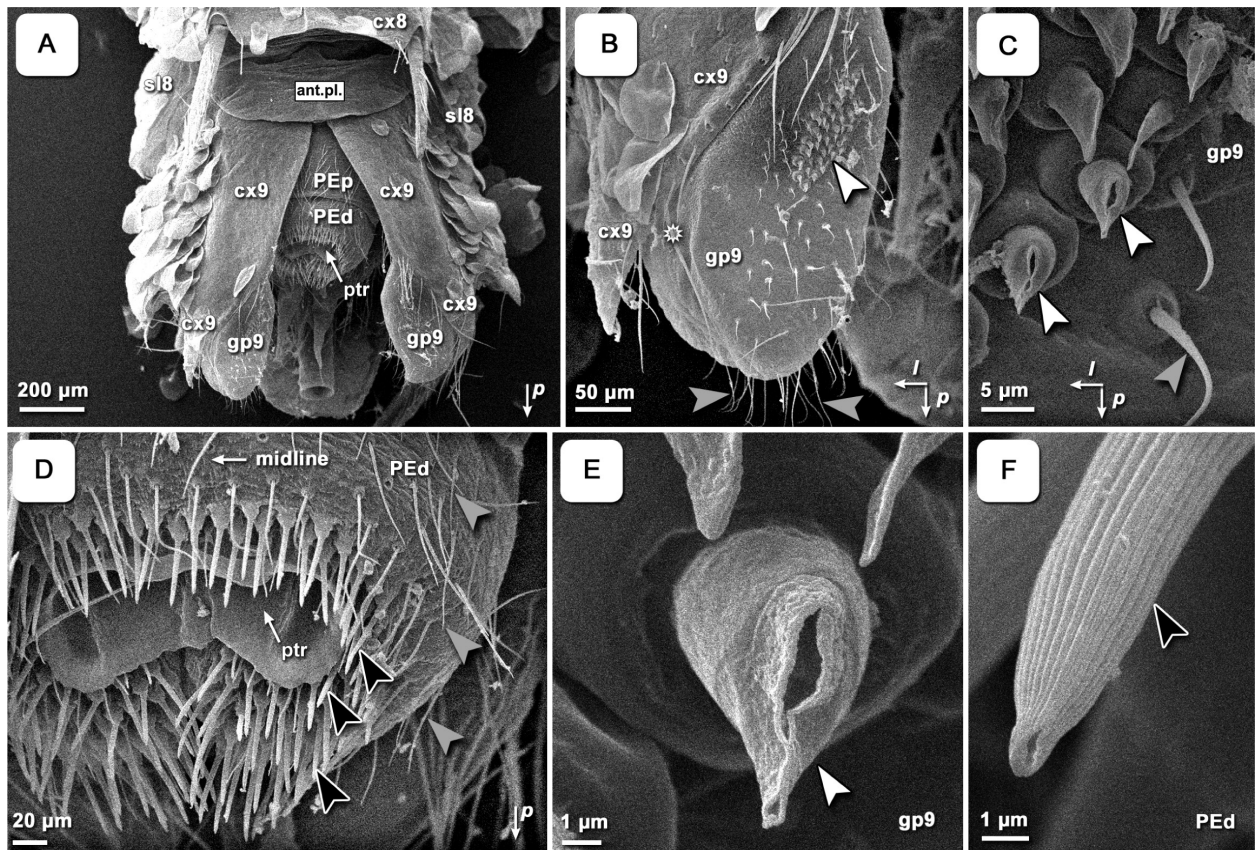 A
cx8
sl8
ant.pl.
sl8
cx9
PEp
cx9
PEd
ptr
cx9
cx9
gp9
gp9
200 µm
p
B
cx9
cx9
gp9
50 µm
l
p
C
gp9
5 µm
l
p
D
midline
PEd
ptr
20 µm
p
E
1 µm
gp9
F
1 µm
PEd